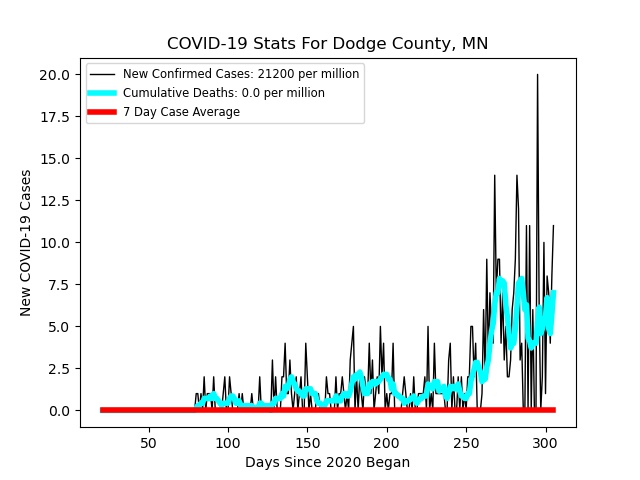 COVID-19 Stats For Dodge County, MN
New Confirmed Cases: 21200 per million
Cumulative Deaths: 0.0 per million
7 Day Case Average
20.0
17.5
15.0
12.5
10.0
7.5
5.0
2.5
0.0
New COVID-19 Cases
50 100 150 200 250 300
Days Since 2020 Began